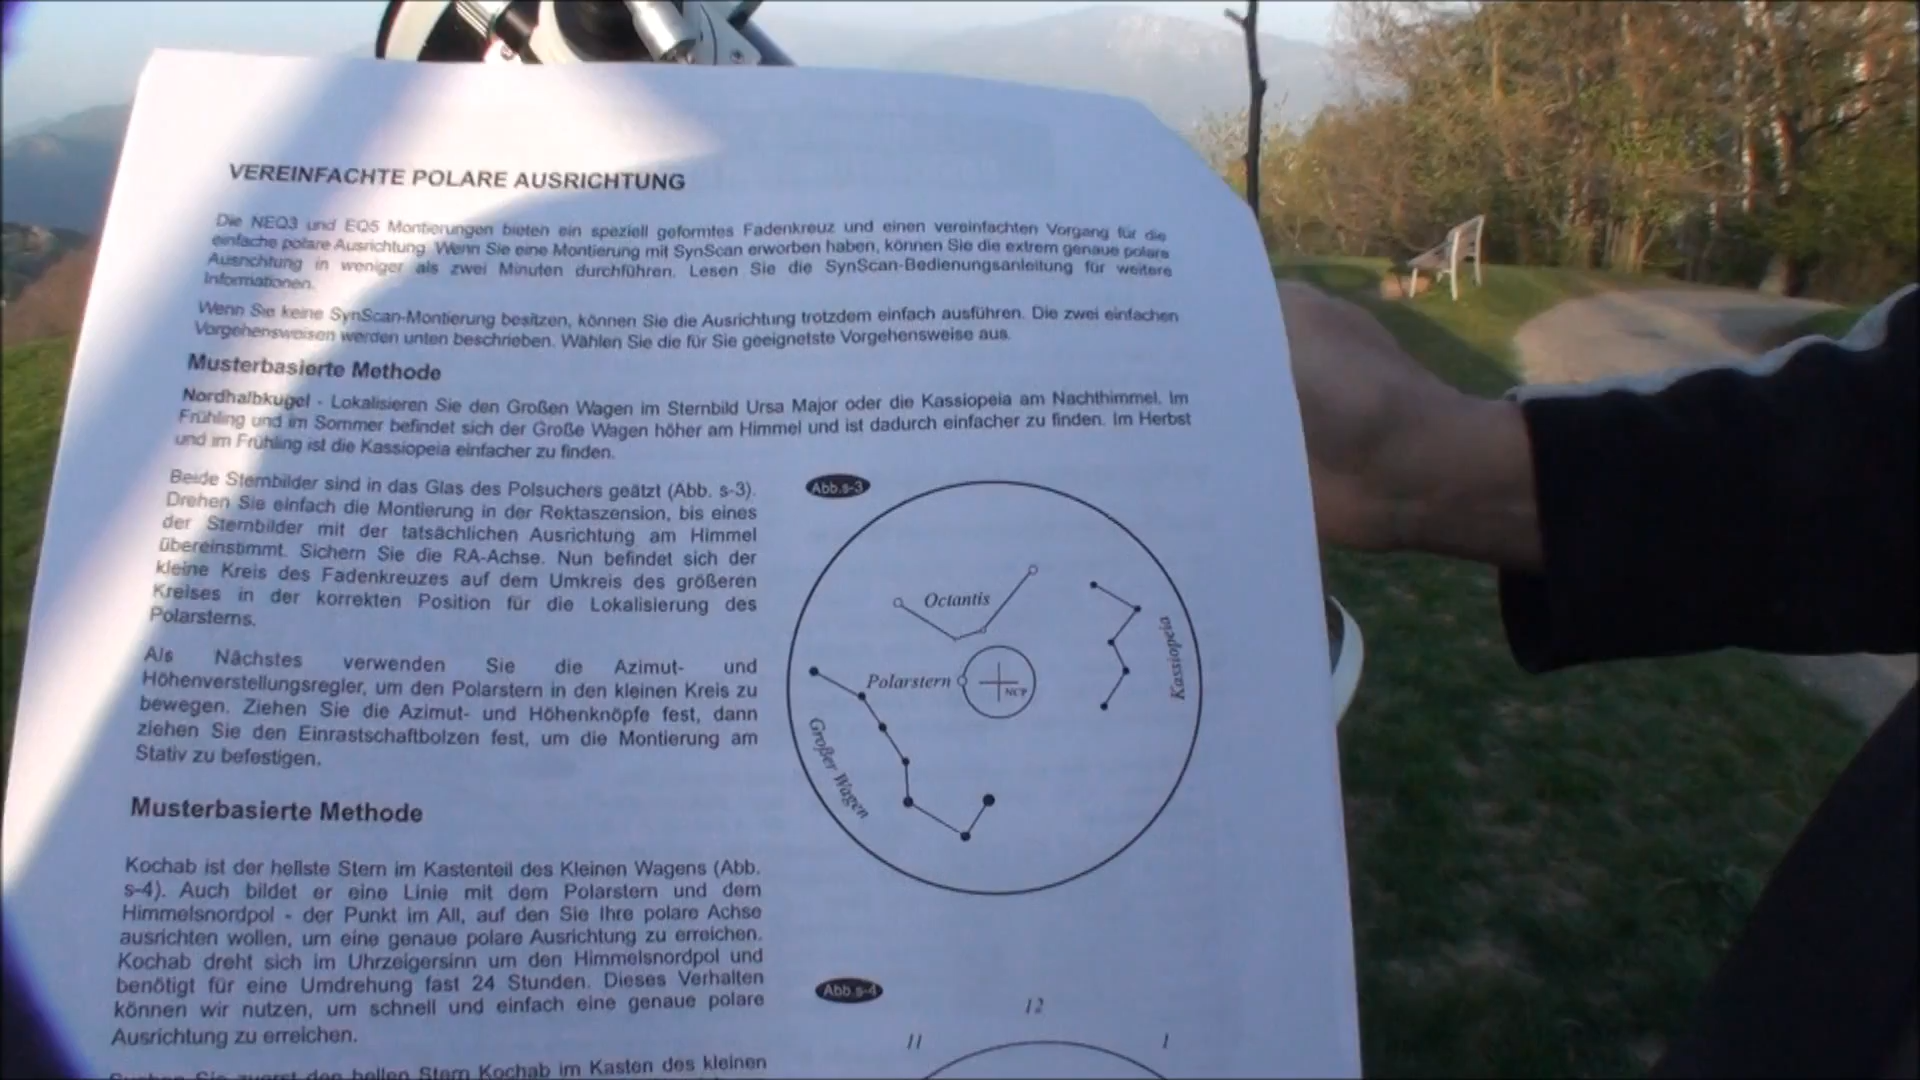 VEREINFACHTE POLARE AUSRICHTUNG
Die NEQ3 und EQ5 Montierungen bieten ein speziell geformtes Fadenkreuz und einen vereinfachten Vorgang für die
einfache polare Ausrichtung. Wenn Sie eine Montierung mit SynScan erworben haben, können Sie die extrem genaue polare
Ausrichtung in weniger als zwei Minuten durchführen. Lesen Sie die SynScan-Bedienungsanleitung für weitere
Informationen.
Wenn Sie keine SynScan-Montierung besitzen, können Sie die Ausrichtung trotzdem einfach ausführen. Die zwei einfachen
Vorgehensweisen werden unten beschrieben. Wählen Sie die für Sie geeignetste Vorgehensweise aus.
Musterbasierte Methode
Nordhalbkugel - Lokalisieren Sie den Großen Wagen im Sternbild Ursa Major oder die Kassiopeia am Nachthimmel. Im
Frühling und im Sommer befindet sich der Große Wagen höher am Himmel und ist dadurch einfacher zu finden. Im Herbst
und im Frühling ist die Kassiopeia einfacher zu finden.
Beide Sternbilder sind in das Glas des Polsuchers geätzt (Abb. s-3).
Drehen Sie einfach die Montierung in der Rektaszension, bis eines
der Sternbilder mit der tatsächlichen Ausrichtung am Himmel
übereinstimmt. Sichern Sie die RA-Achse. Nun befindet sich der
kleine Kreis des Fadenkreuzes auf dem Umkreis des größeren
Kreises in der korrekten Position für die Lokalisierung des
Polarsterns.
Als Nächstes verwenden Sie die Azimut- und
Höhenverstellungsregler, um den Polarstern in den kleinen Kreis zu
bewegen. Ziehen Sie die Azimut- und Höhenknöpfe fest, dann
ziehen Sie den Einrastschaftbolzen fest, um die Montierung am
Stativ zu befestigen.
Abb.s-3
Octantis
Kassiopeia
Polarstern
NCP
Großer Wagen
Musterbasierte Methode
Kochab ist der hellste Stern im Kastenteil des Kleinen Wagens (Abb.
s-4). Auch bildet er eine Linie mit dem Polarstern und dem
Himmelsnordpol - der Punkt im All, auf den Sie Ihre polare Achse
ausrichten wollen, um eine genaue polare Ausrichtung zu erreichen.
Kochab dreht sich im Uhrzeigersinn um den Himmelsnordpol und
benötigt für eine Umdrehung fast 24 Stunden. Dieses Verhalten
können wir nutzen, um schnell und einfach eine genaue polare
Ausrichtung zu erreichen.
Suchen Sie zuerst den hellen Stern Kochab im Kasten des kleinen
Abb.s-4
12
11
1